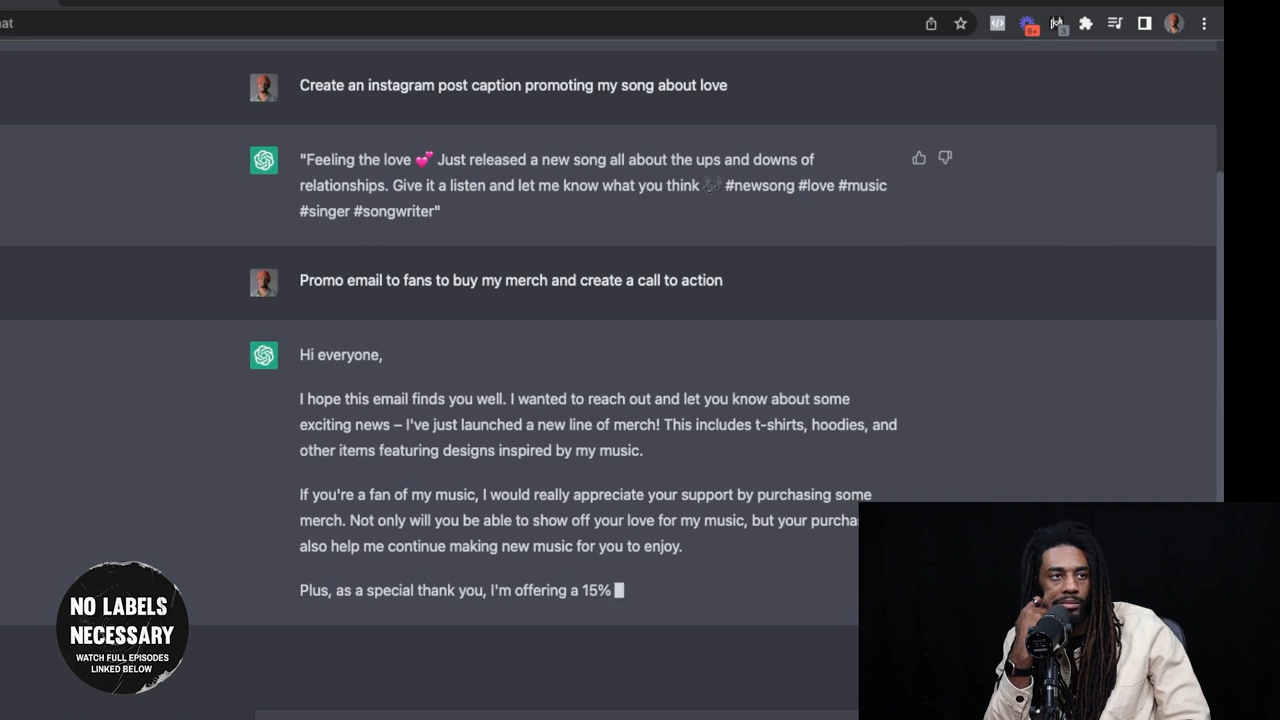 hat
9+
3
Create an instagram post caption promoting my song about love
"Feeling the love 💕 Just released a new song all about the ups and downs of
relationships. Give it a listen and let me know what you think 🎶 #newsong #love #music
#singer #songwriter"
Promo email to fans to buy my merch and create a call to action
Hi everyone,
I hope this email finds you well. I wanted to reach out and let you know about some
exciting news – I've just launched a new line of merch! This includes t-shirts, hoodies, and
other items featuring designs inspired by my music.
If you're a fan of my music, I would really appreciate your support by purchasing some
merch. Not only will you be able to show off your love for my music, but your purcha
also help me continue making new music for you to enjoy.
Plus, as a special thank you, I'm offering a 15%
NO LABELS
NECESSARY
WATCH FULL EPISODES
LINKED BELOW